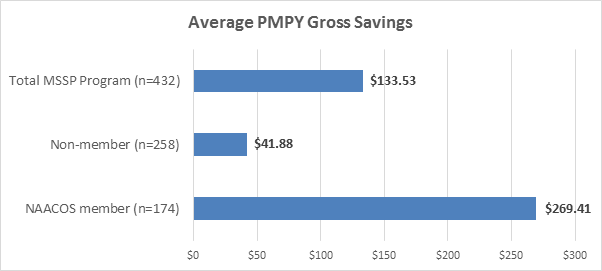 Average PMPY Gross Savings
Total MSSP Program (n=432)
$133.53
Non-member (n=258)
$41.88
NAACOS member (n=174)
$269.41
$0 $50 $100 $150 $200 $250 $300